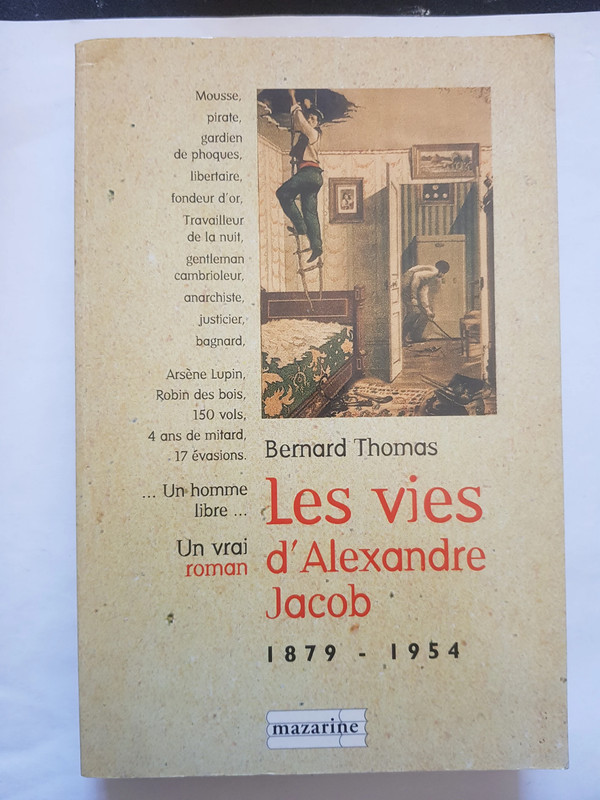 Mousse,
pirate,
gardien
de phoques,
libertaire,
fondeur d'or,
Travailleur
de la nuit,
gentleman
cambrioleur,
anarchiste,
justicier,
bagnard,
Arsène Lupin,
Robin des bois,
150 vols,
4 ans de mitard,
17 évasions.
... Un homme
libre ...
Un vrai
roman
Bernard Thomas
Les vies
d'Alexandre
Jacob
1879 - 1954
mazarine